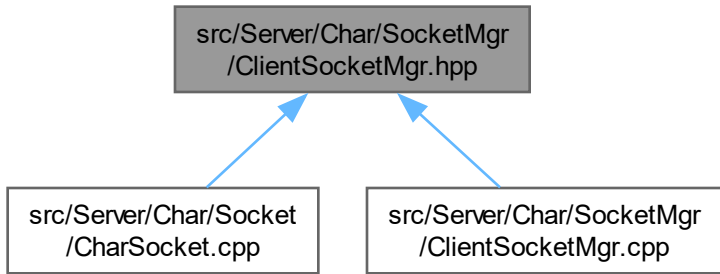 src/Server/Char/SocketMgr
/ClientSocketMgr.hpp
src/Server/Char/Socket
/CharSocket.cpp
src/Server/Char/SocketMgr
/ClientSocketMgr.cpp